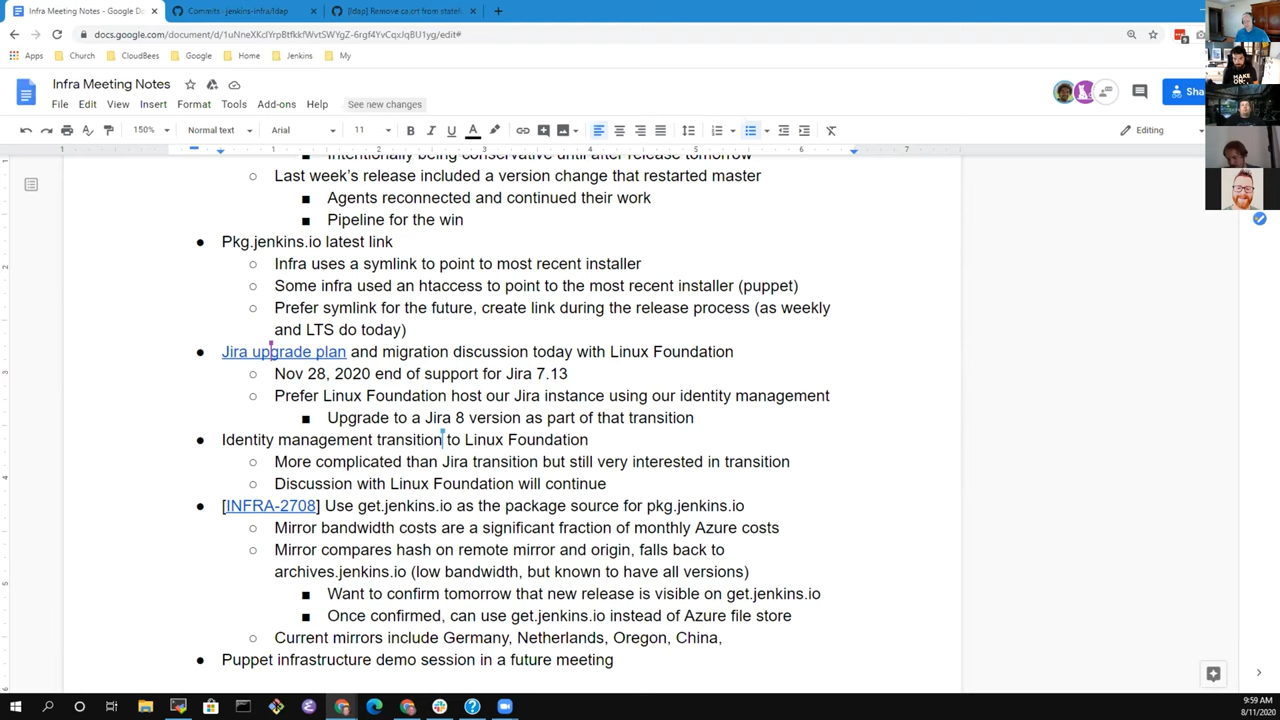 Infra Meeting Notes - Google Do
Commits · jenkins-infra/ldap
[ldap] Remove ca.crt from statef
Apps
Church
CloudBees
Google
Home
Jenkins
My
Infra Meeting Notes
File Edit View Insert Format Tools Add-ons Help See new changes
Sha
150% Normal text Arial 11 Editing
1 1 2 3 4 5 6 7
Intentionally being conservative until after release tomorrow
Last week's release included a version change that restarted master
Agents reconnected and continued their work
Pipeline for the win
Pkg.jenkins.io latest link
Infra uses a symlink to point to most recent installer
Some infra used an htaccess to point to the most recent installer (puppet)
Prefer symlink for the future, create link during the release process (as weekly
and LTS do today)
Jira upgrade plan and migration discussion today with Linux Foundation
Nov 28, 2020 end of support for Jira 7.13
Prefer Linux Foundation host our Jira instance using our identity management
Upgrade to a Jira 8 version as part of that transition
Identity management transition to Linux Foundation
More complicated than Jira transition but still very interested in transition
Discussion with Linux Foundation will continue
[INFRA-2708] Use get.jenkins.io as the package source for pkg.jenkins.io
Mirror bandwidth costs are a significant fraction of monthly Azure costs
Mirror compares hash on remote mirror and origin, falls back to
archives.jenkins.io (low bandwidth, but known to have all versions)
Want to confirm tomorrow that new release is visible on get.jenkins.io
Once confirmed, can use get.jenkins.io instead of Azure file store
Current mirrors include Germany, Netherlands, Oregon, China,
Puppet infrastructure demo session in a future meeting
9:59 AM
8/11/2020